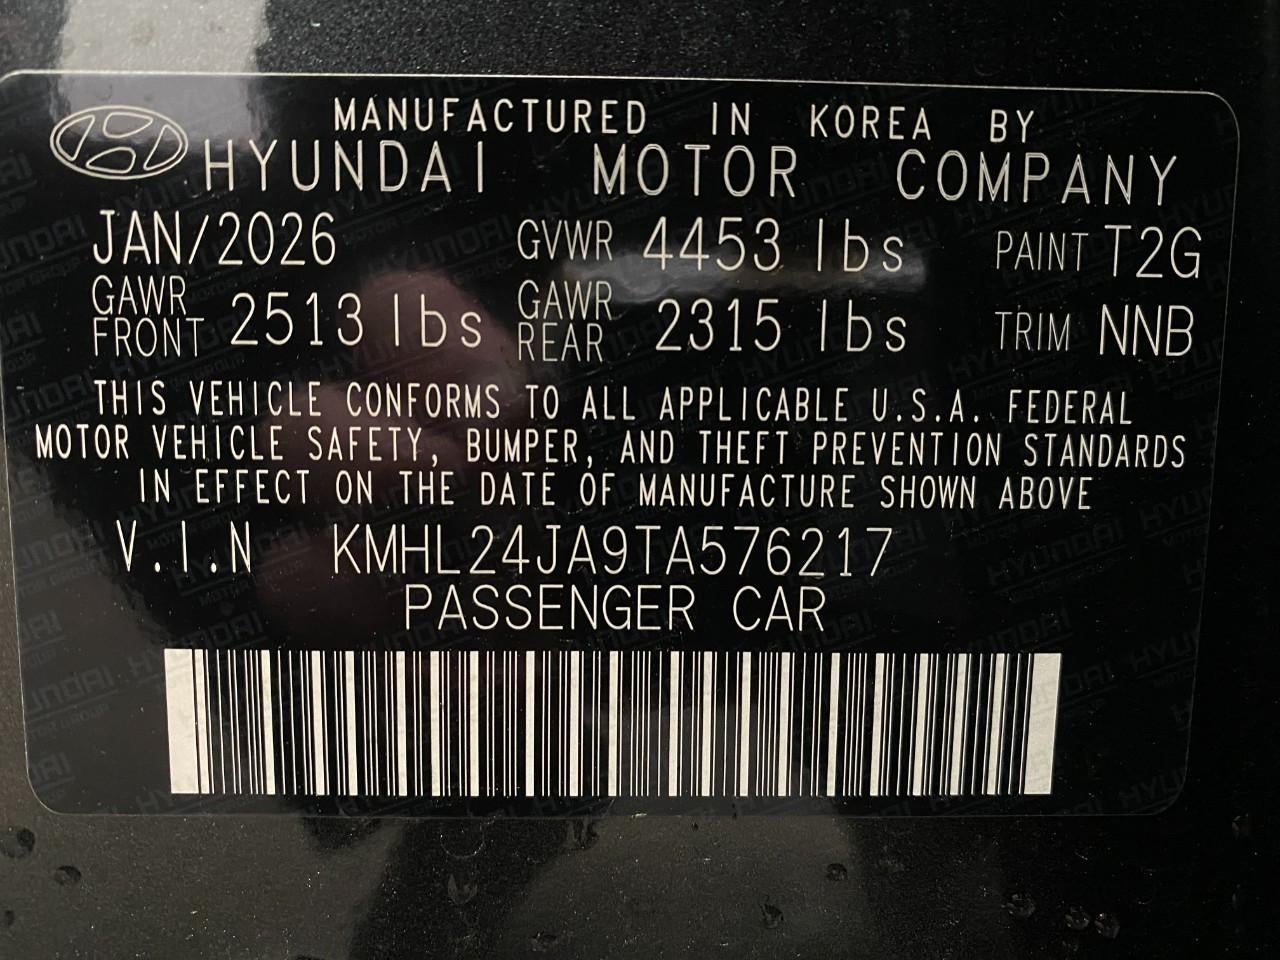 MANUFACTURED IN KOREA BY
HYUNDAI MOTOR COMPANY
JAN/2026 GVWR 4453 lbs PAINT T2G
GAWR FRONT 2513 lbs GAWR REAR 2315 lbs TRIM NNB
THIS VEHICLE CONFORMS TO ALL APPLICABLE U.S.A. FEDERAL
MOTOR VEHICLE SAFETY, BUMPER, AND THEFT PREVENTION STANDARDS
IN EFFECT ON THE DATE OF MANUFACTURE SHOWN ABOVE
V.I.N KMHL24JA9TA576217
PASSENGER CAR